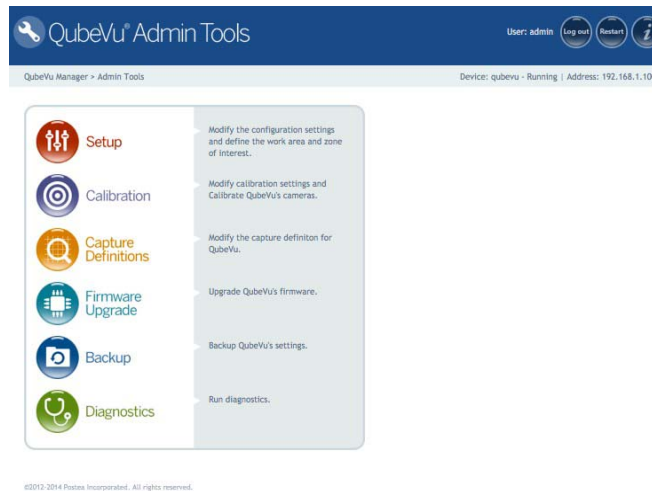 QubeVu® Admin Tools
User: admin
Log out
Restart
i
QubeVu Manager > Admin Tools
Device: qubevu - Running | Address: 192.168.1.10
Setup
Modify the configuration settings
and define the work area and zone
of interest.
Calibration
Modify calibration settings and
Calibrate QubeVu's cameras.
Capture
Definitions
Modify the capture definiton for
QubeVu.
Firmware
Upgrade
Upgrade QubeVu's firmware.
Backup
Backup QubeVu's settings.
Diagnostics
Run diagnostics.
©2012-2014 Postea Incorporated. All rights reserved.